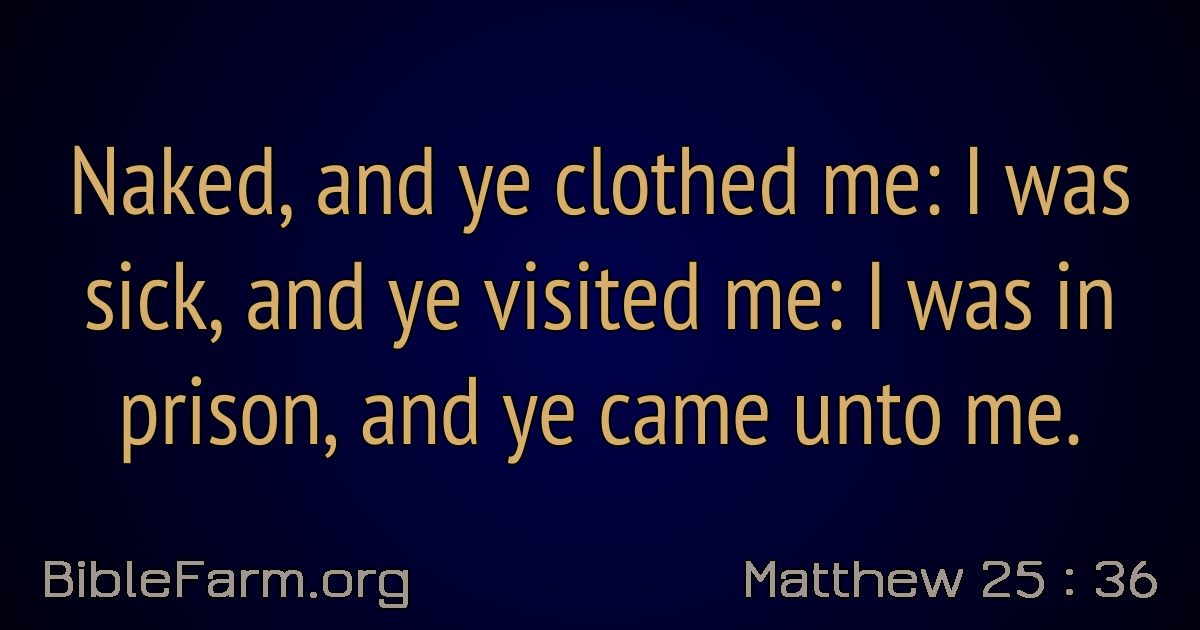 Naked, and ye clothed me: I was
sick, and ye visited me: I was in
prison, and ye came unto me.
BibleFarm.org
Matthew 25 : 36